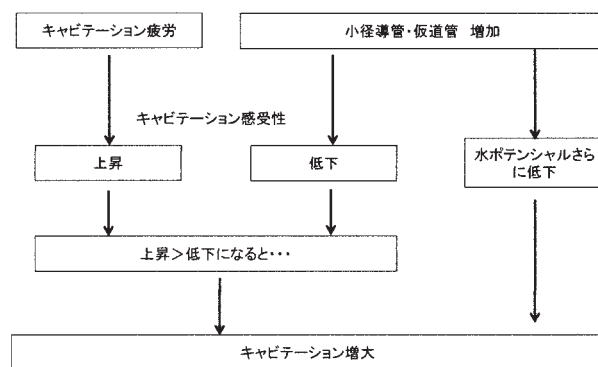 キャビテーション疲労
小径導管・仮道管 増加
キャビテーション感受性
上昇
低下
水ポテンシャルさら
に低下
上昇＞低下になると・・・
キャビテーション増大